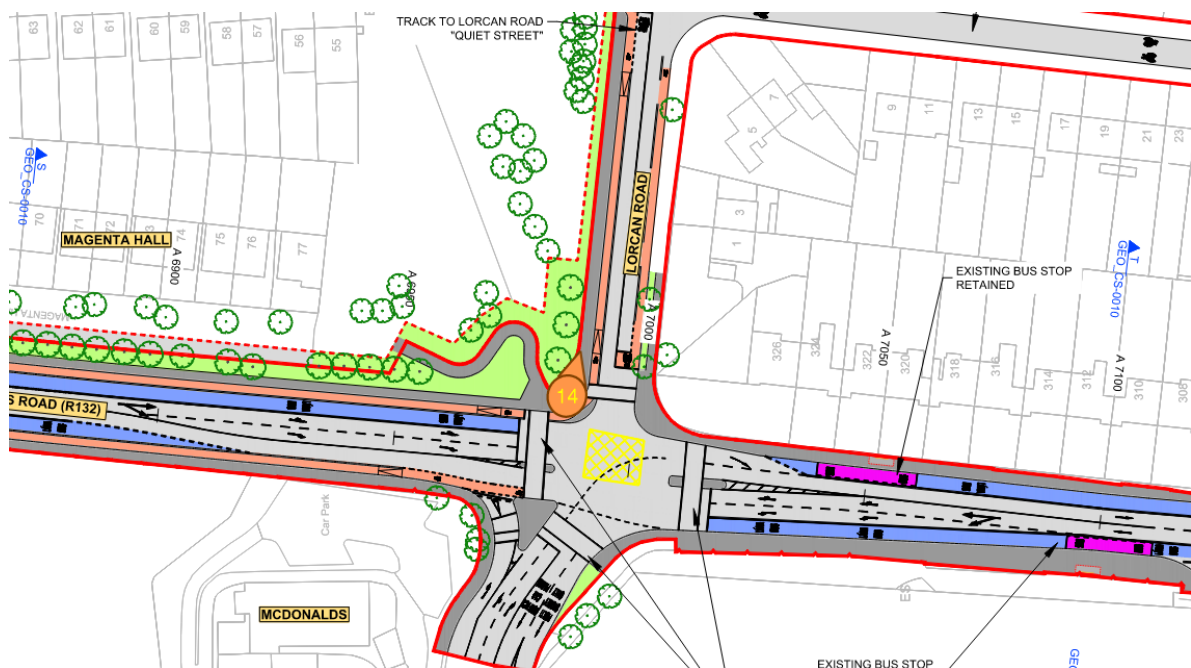 TRACK TO LORCAN ROAD
"QUIET STREET"
63
62
61
60
59
58
57
56
55
7
5
9
11
13
15
17
19
21
23
S
GEO_CS-0010
70
71
72
74
75
76
77
MAGENTA HALL
A 6900
LORCAN ROAD
3
1
T
GEO_CS-0010
EXISTING BUS STOP
RETAINED
A 7000
326
324
322
A 7050
320
318
316
314
312
A 7100
310
308
14
S ROAD (R132)
Car Park
MCDONALDS
ES
EXISTING BUS STOP